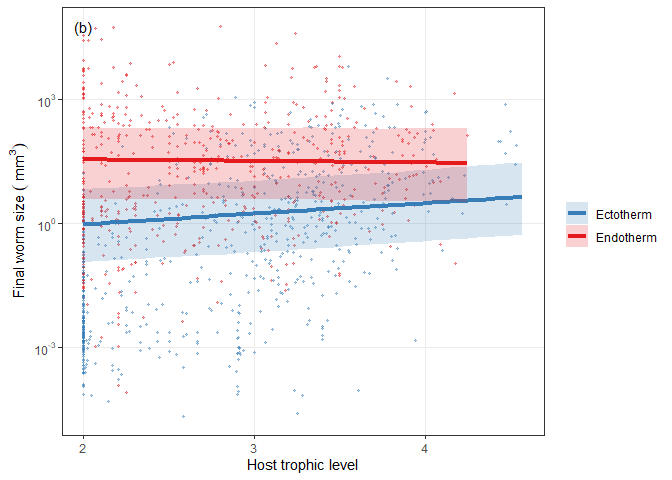 (b)
10³
10⁰
10⁻³
2
3
4
Host trophic level
Final worm size ( mm³)
Ectotherm
Endotherm